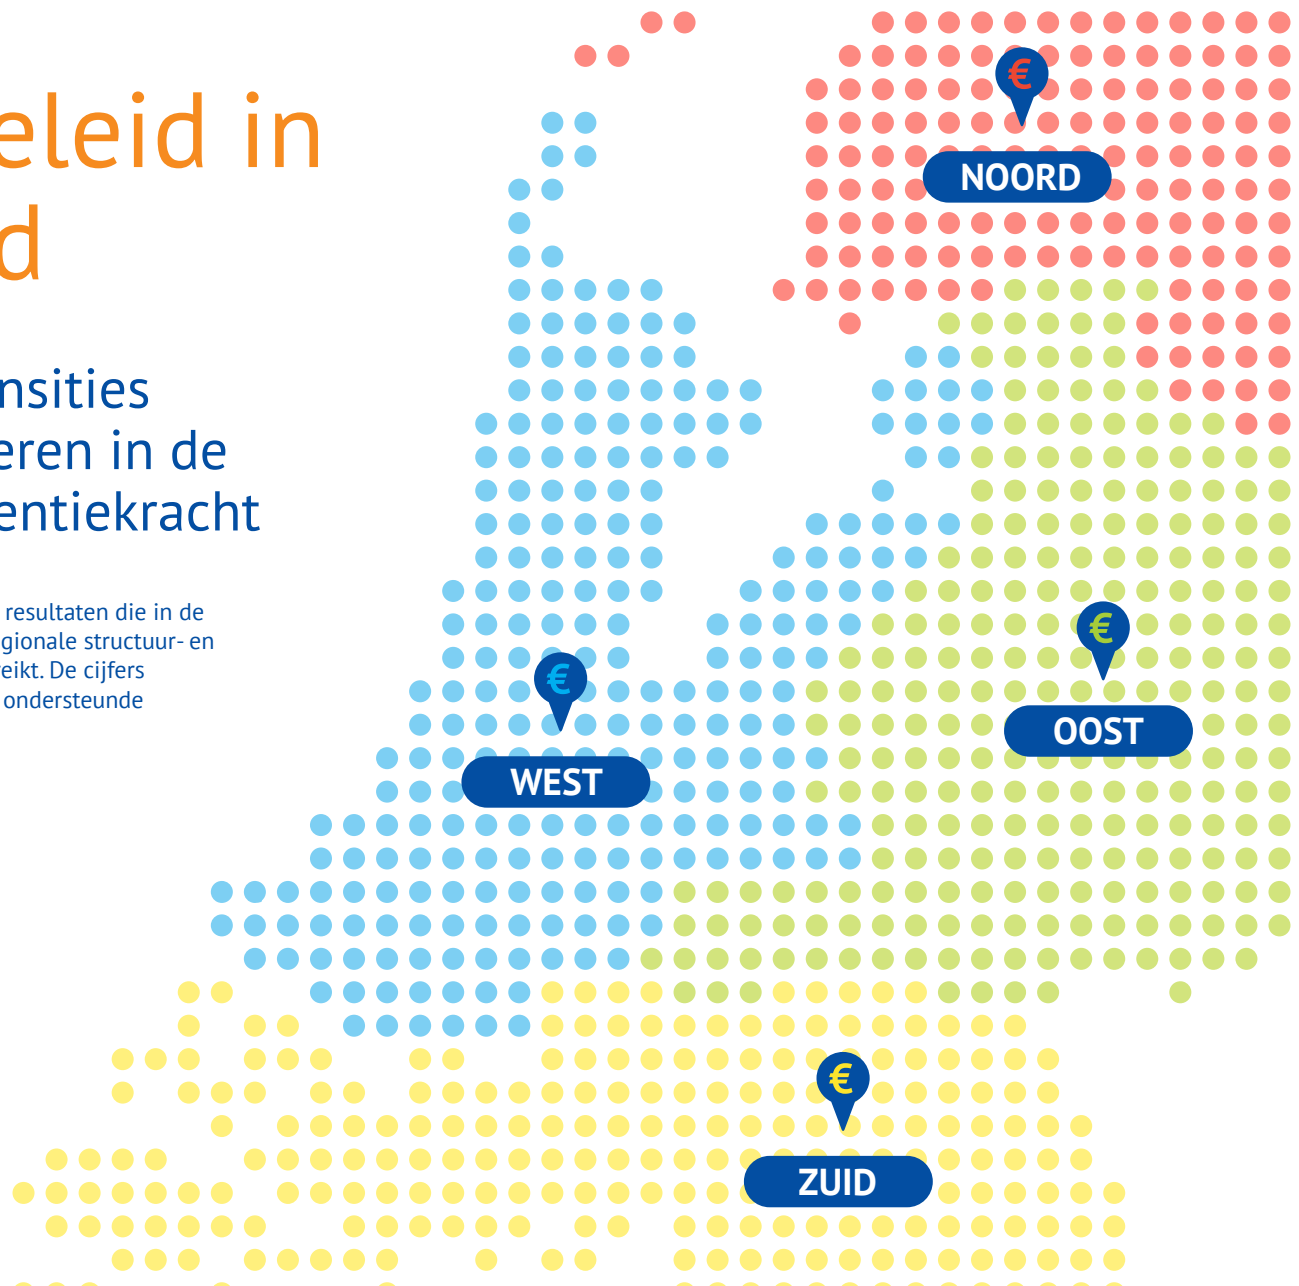 eleid in
d
nsities
eren in de
entiekracht
resultaten die in de
gionale structuur- en
eikt. De cijfers
ondersteunde
€
NOORD
€
OOST
€
WEST
€
ZUID